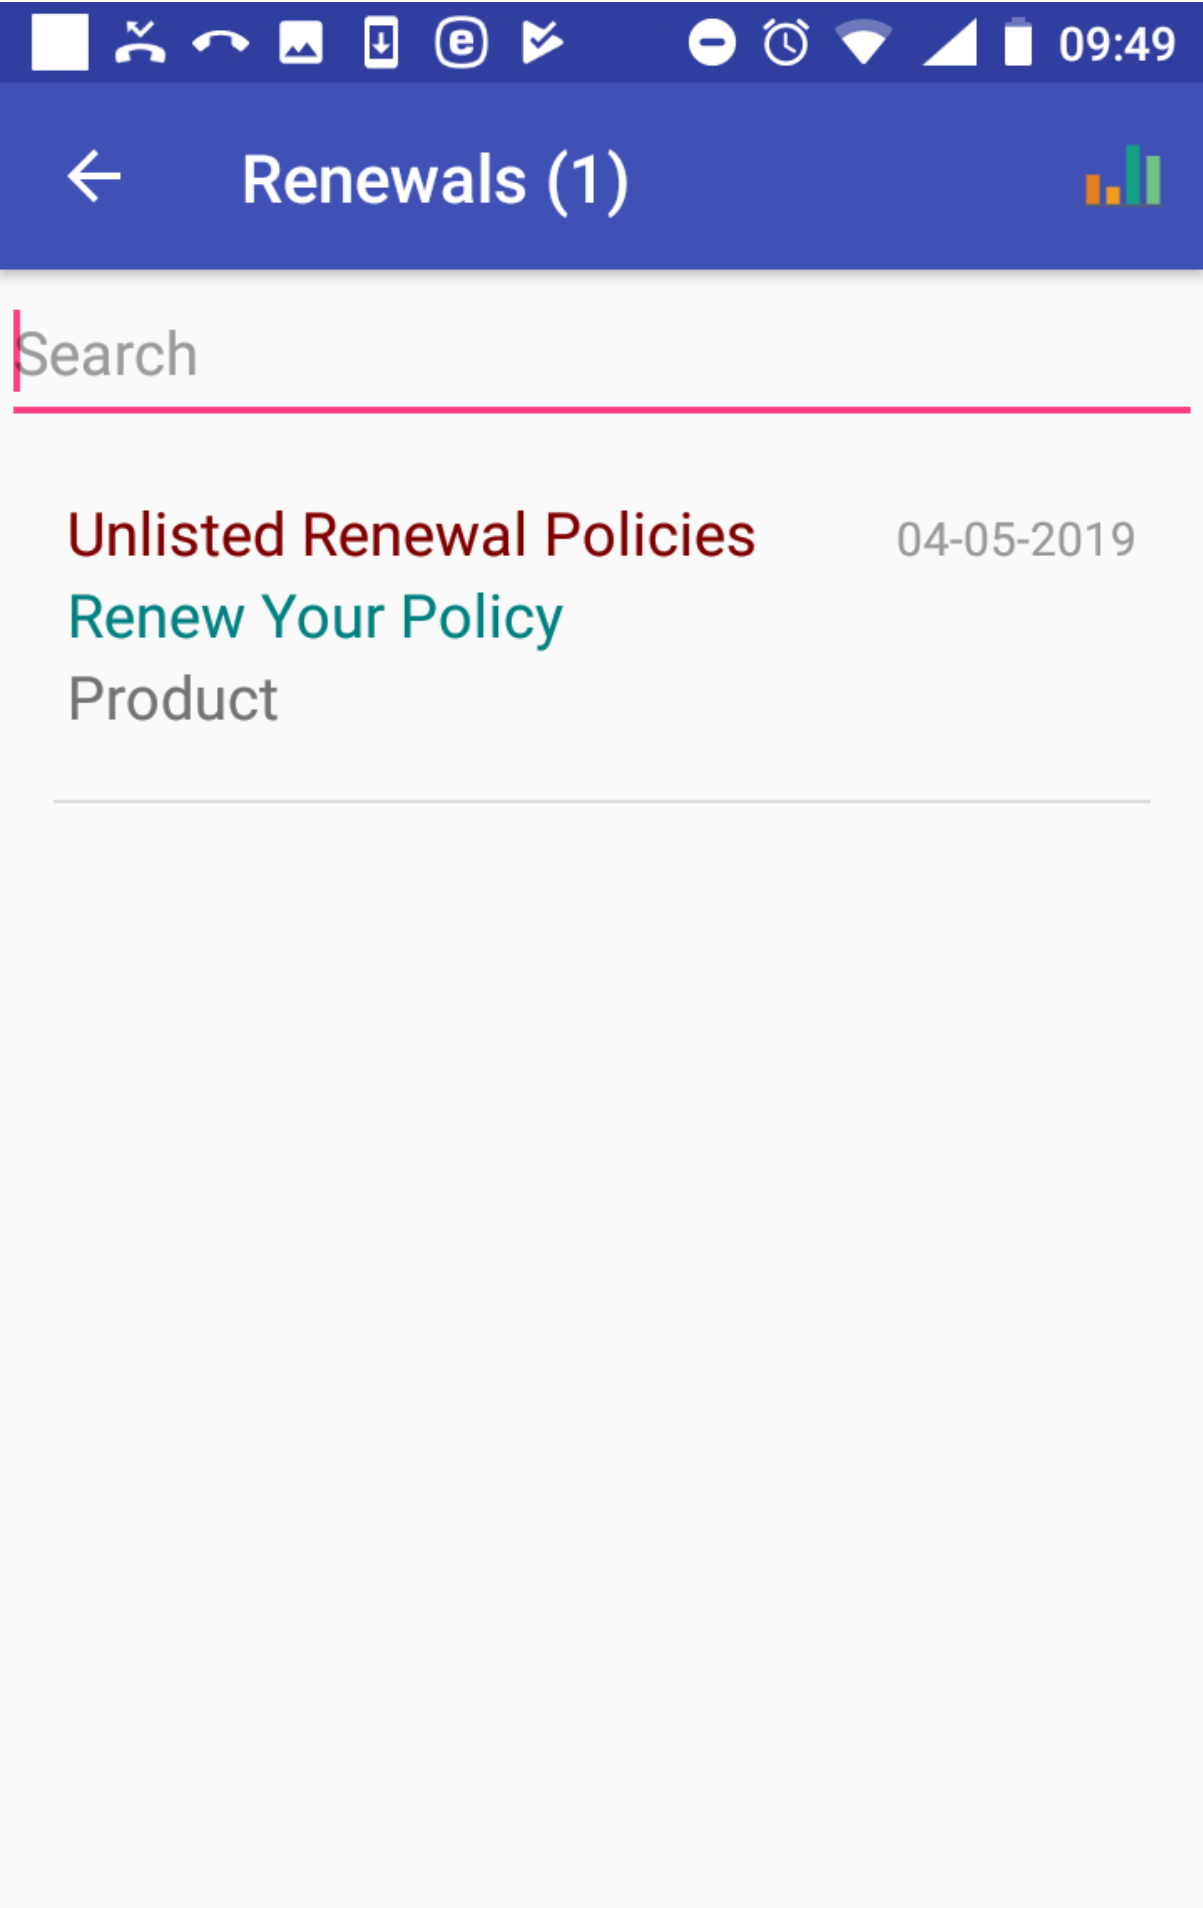 09:49
Renewals (1)
Search
Unlisted Renewal Policies 04-05-2019
Renew Your Policy
Product